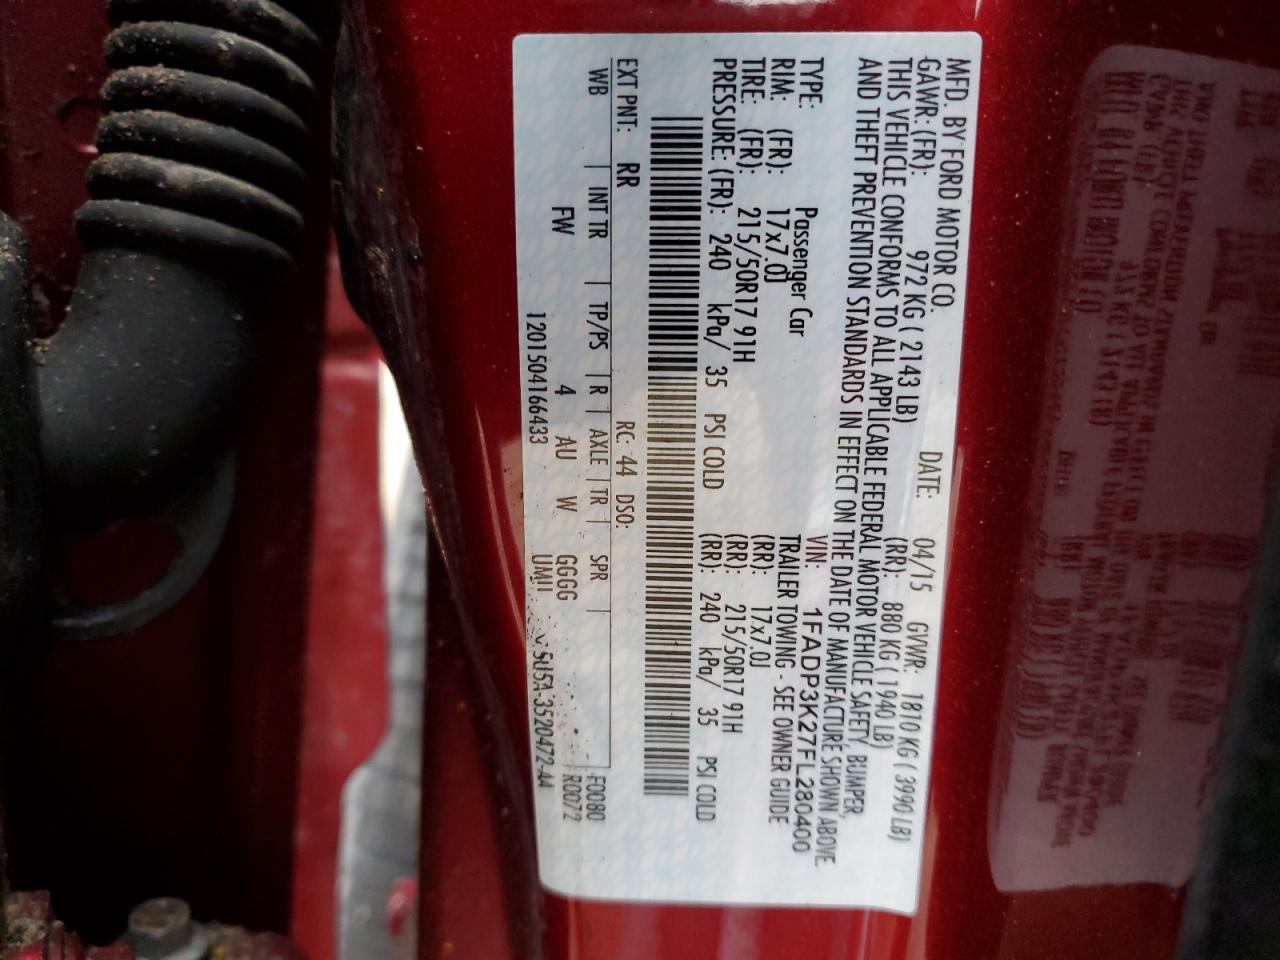 MFD. BY FORD MOTOR CO.
DATE: 04/15 GVWR: 1810 KG ( 3990 LB)
GAWR: (FR): 972 KG ( 2143 LB) (RR): 880 KG ( 1940 LB)
THIS VEHICLE CONFORMS TO ALL APPLICABLE FEDERAL MOTOR VEHICLE SAFETY, BUMPER,
AND THEFT PREVENTION STANDARDS IN EFFECT ON THE DATE OF MANUFACTURE SHOWN ABOVE.
VIN: 1FADP3K27FL280400
TYPE: Passenger Car TRAILER TOWING - SEE OWNER GUIDE
RIM: (FR): 17x7.0J (RR): 17x7.0J
TIRE: (FR): 215/50R17 91H (RR): 215/50R17 91H
PRESSURE: (FR): 240 kPa/ 35 PSI COLD (RR): 240 kPa/ 35 PSI COLD
EXT PNT: RR RC: 44 DSO:
WB | INT TR | TP/PS | R | AXLE | TR | SPR | F0080
FW 4 AU W GGGG R0072
1201504166433 5U5A-3520472-AA